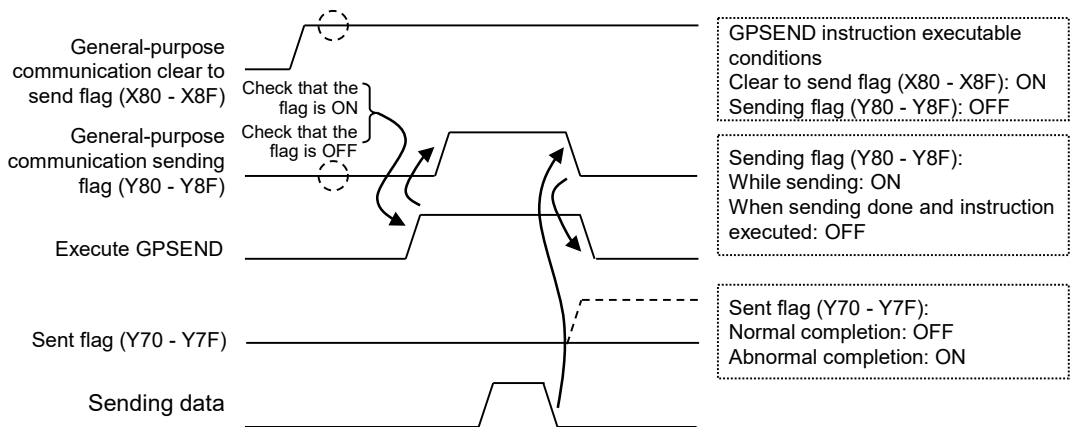 General-purpose
communication clear to
send flag (X80 - X8F)
Check that the
flag is ON
Check that the
flag is OFF
General-purpose
communication sending
flag (Y80 - Y8F)
Execute GPSEND
Sent flag (Y70 - Y7F)
Sending data
GPSEND instruction executable
conditions
Clear to send flag (X80 - X8F): ON
Sending flag (Y80 - Y8F): OFF
Sending flag (Y80 - Y8F):
While sending: ON
When sending done and instruction
executed: OFF
Sent flag (Y70 - Y7F):
Normal completion: OFF
Abnormal completion: ON